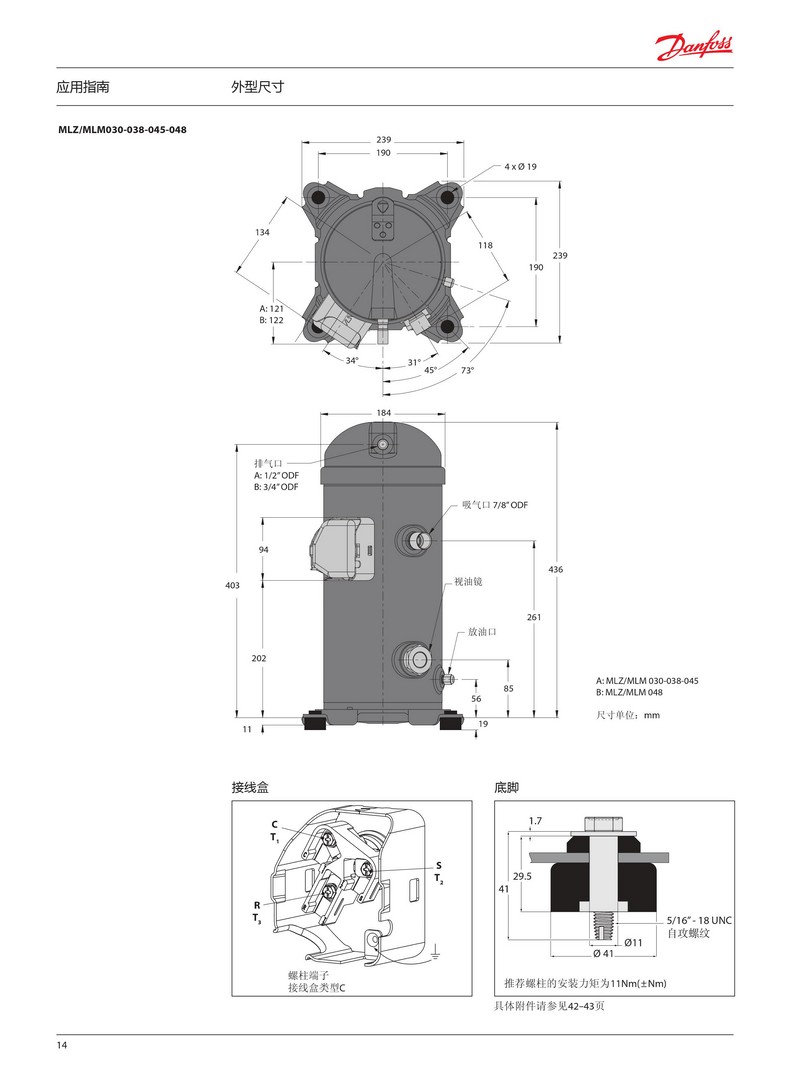 Danfoss
应用指南 外型尺寸
MLZ/MLM030-038-045-048
239
190
4 x Ø 19
134
118
239
190
A: 121
B: 122
34°
31°
45°
73°
184
排气口
A: 1/2” ODF
B: 3/4” ODF
吸气口 7/8” ODF
94
436
403
视油镜
261
放油口
202
85
56
19
11
A: MLZ/MLM 030-038-045
B: MLZ/MLM 048
尺寸单位：mm
接线盒
C
T1
S
T2
R
T3
螺柱端子
接线盒类型C
底脚
1.7
29.5
41
5/16” - 18 UNC
自攻螺纹
Ø11
Ø 41
推荐螺柱的安装力矩为11Nm(±Nm)
具体附件请参见42–43页
14